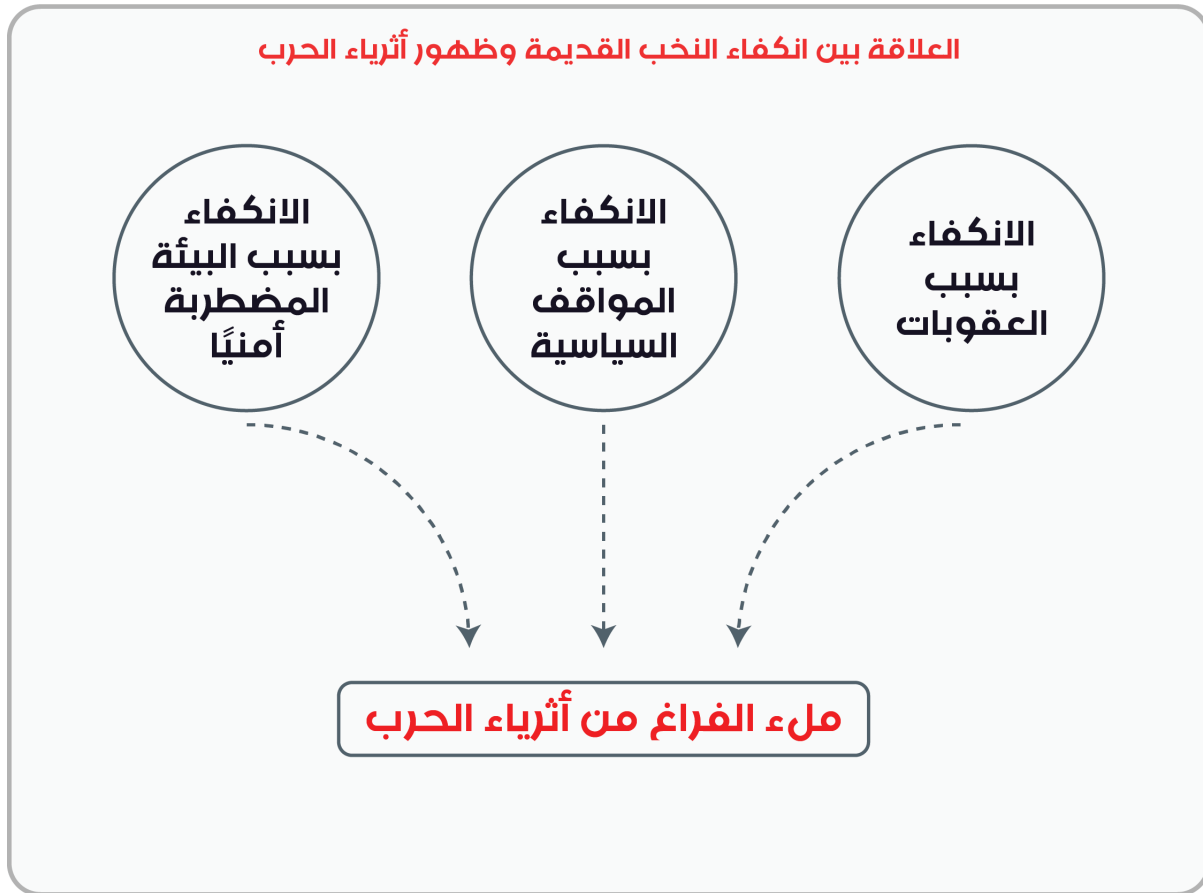 العلاقة بين انكفاء النخب القديمة وظهور أثرياء الحرب
الانكفاء
بسبب
العقوبات
الانكفاء
بسبب
المواقف
السياسية
الانكفاء
بسبب البيئة
المضطربة
أمنيًا
ملء الفراغ من أثرياء الحرب